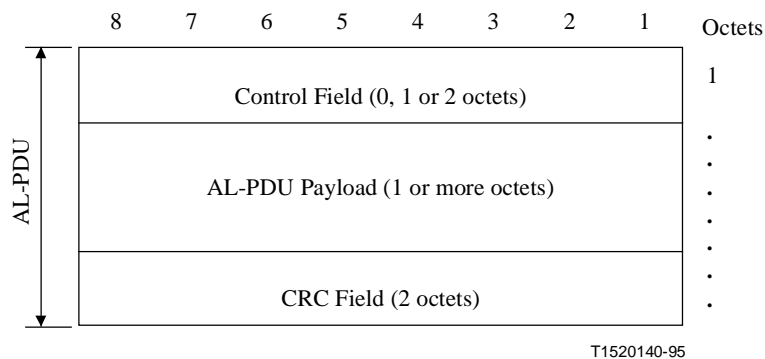 8 7 6 5 4 3 2 1 Octets
1
Control Field (0, 1 or 2 octets)
AL-PDU
AL-PDU Payload (1 or more octets)
CRC Field (2 octets)
T1520140-95